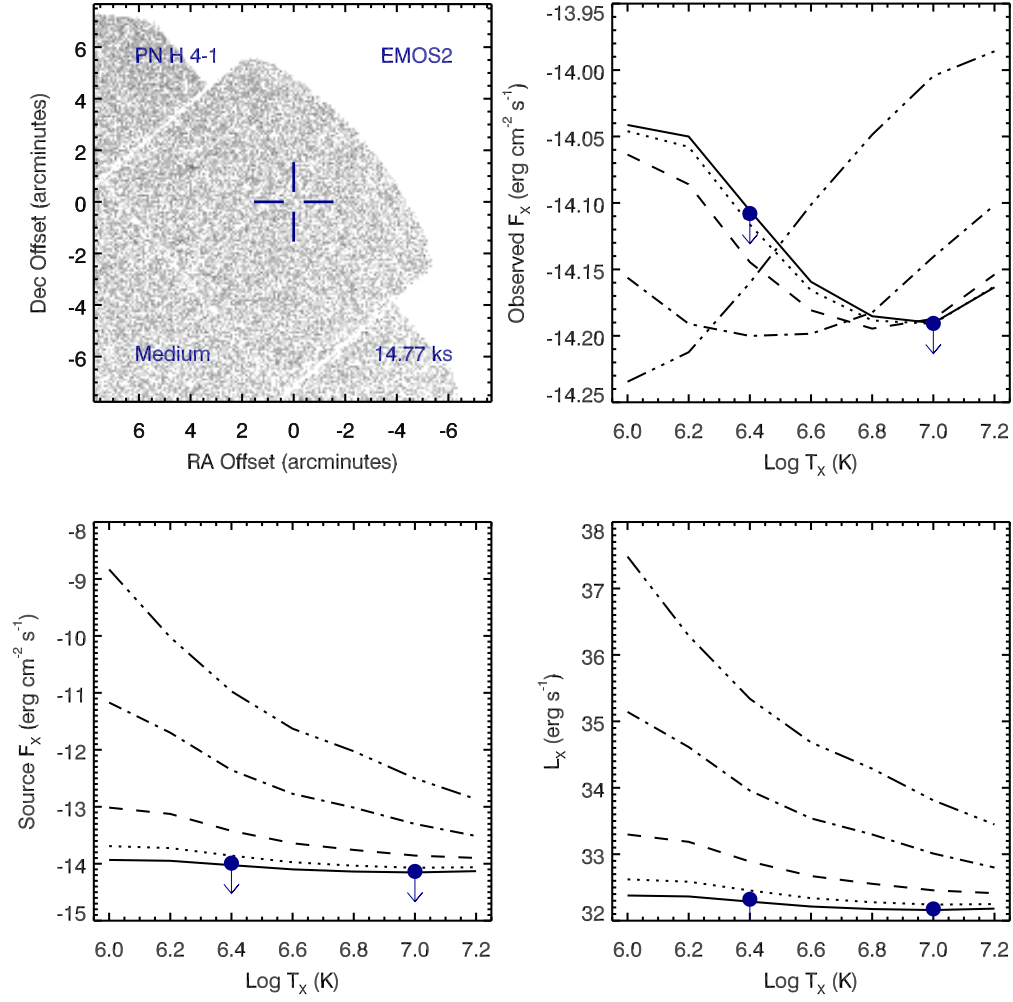 PN H 4-1
EMOS2
Medium
14.77 ks
6
4
2
0
-2
-4
-6
6 4 2 0 -2 -4 -6
RA Offset (arcminutes)
Dec Offset (arcminutes)
-13.95
-14.00
-14.05
-14.10
-14.15
-14.20
-14.25
6.0 6.2 6.4 6.6 6.8 7.0 7.2
Log Tx (K)
Observed Fx (erg cm-2 s-1)
-8
-9
-10
-11
-12
-13
-14
-15
6.0 6.2 6.4 6.6 6.8 7.0 7.2
Log Tx (K)
Source Fx (erg cm-2 s-1)
38
37
36
35
34
33
32
6.0 6.2 6.4 6.6 6.8 7.0 7.2
Log Tx (K)
Lx (erg s-1)